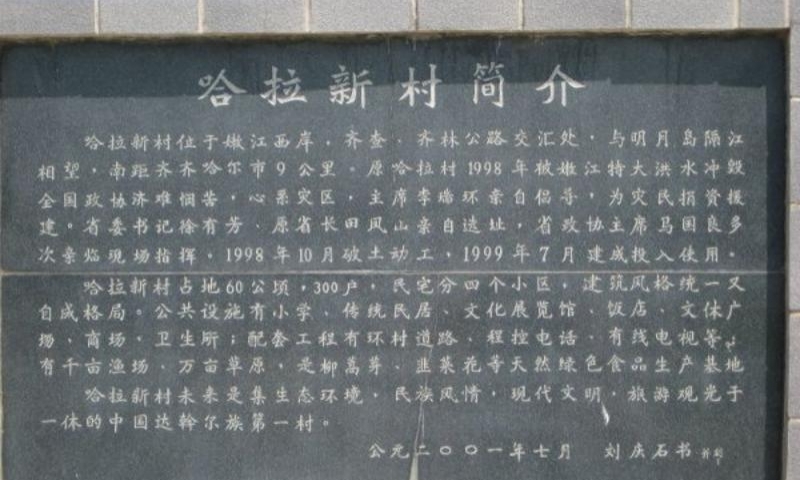 哈拉新村简介
哈拉新村位于嫩江西岸，齐查、齐林公路交汇处，与明月岛隔江
相望，南距齐齐哈尔市9公里。原哈拉村1998年被嫩江特大洪水冲毁
全国政协济难悯苦，心系灾区，主席李瑞环亲自倡导，为灾民捐资援
建。省委书记徐有芳、原省长田凤山亲自选址，省政协主席马国良多
次亲临现场指挥。1998年10月破土动工，1999年7月建成投入使用。
哈拉新村占地60公顷，300户，民宅分四个小区，建筑风格统一又
自成格局。公共设施有小学、传统民居、文化展览馆、饭店、文体广
场、商场、卫生所；配套工程有环村道路、程控电话、有线电视等。
有千亩渔场、万亩草原，是柳蒿芽、韭菜花等天然绿色食品生产基地
哈拉新村未来是集生态环境，民族风情，现代文明，旅游观光于
一体的中国达斡尔族第一村。
公元二〇〇一年七月 刘庆石书